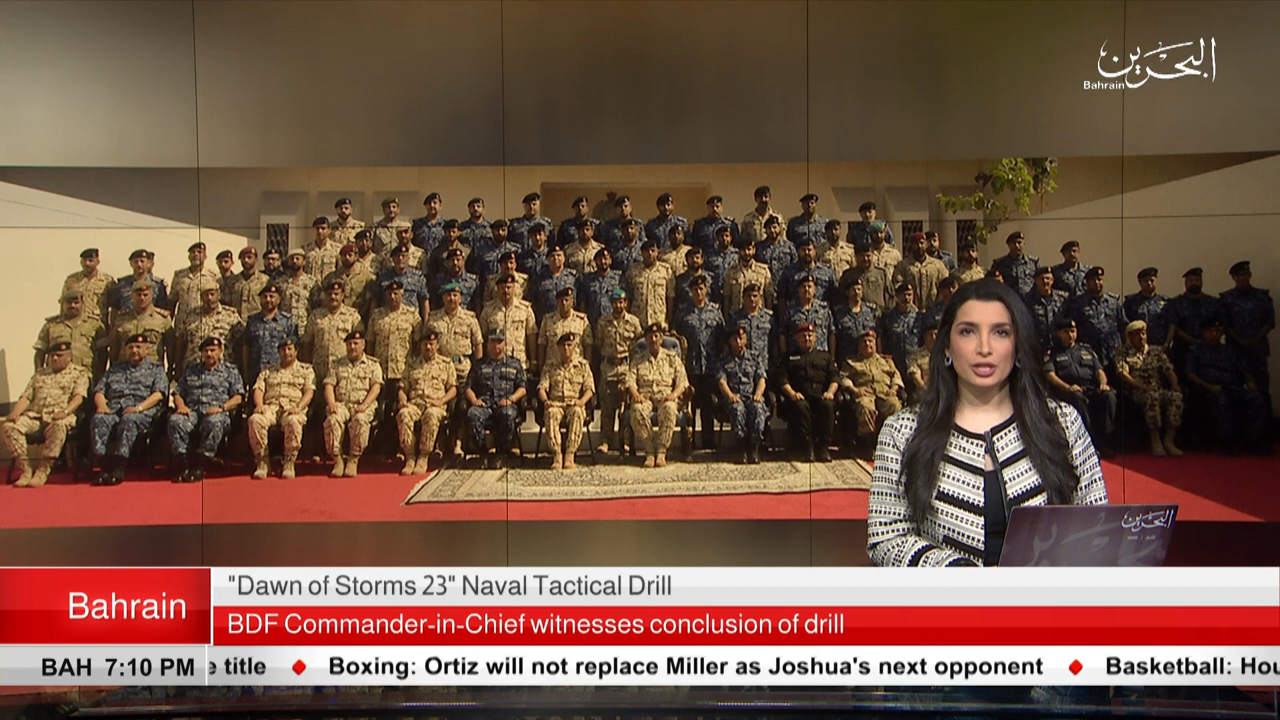 البحرين
Bahrain
البحرين
"Dawn of Storms 23" Naval Tactical Drill
Bahrain
BDF Commander-in-Chief witnesses conclusion of drill
BAH 7:10 PM
title ♦ Boxing: Ortiz will not replace Miller as Joshua's next opponent ♦ Basketball: